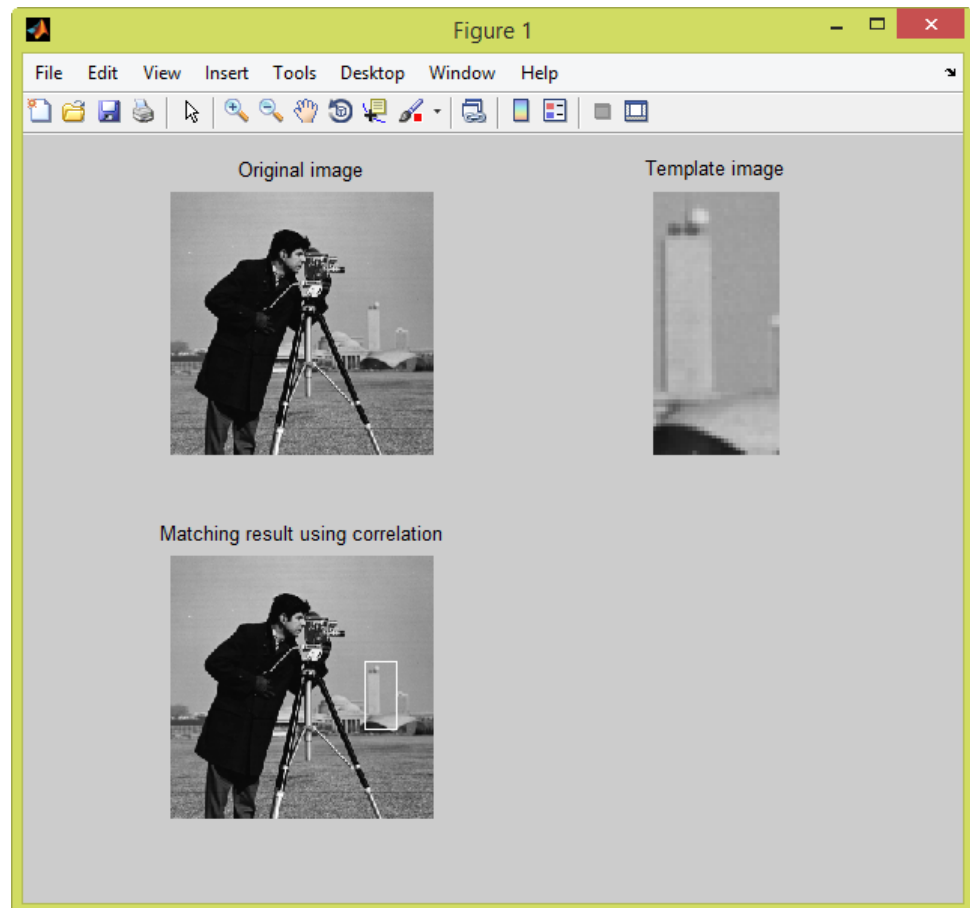 Figure 1
File Edit View Insert Tools Desktop Window Help
Original image
Template image
Matching result using correlation